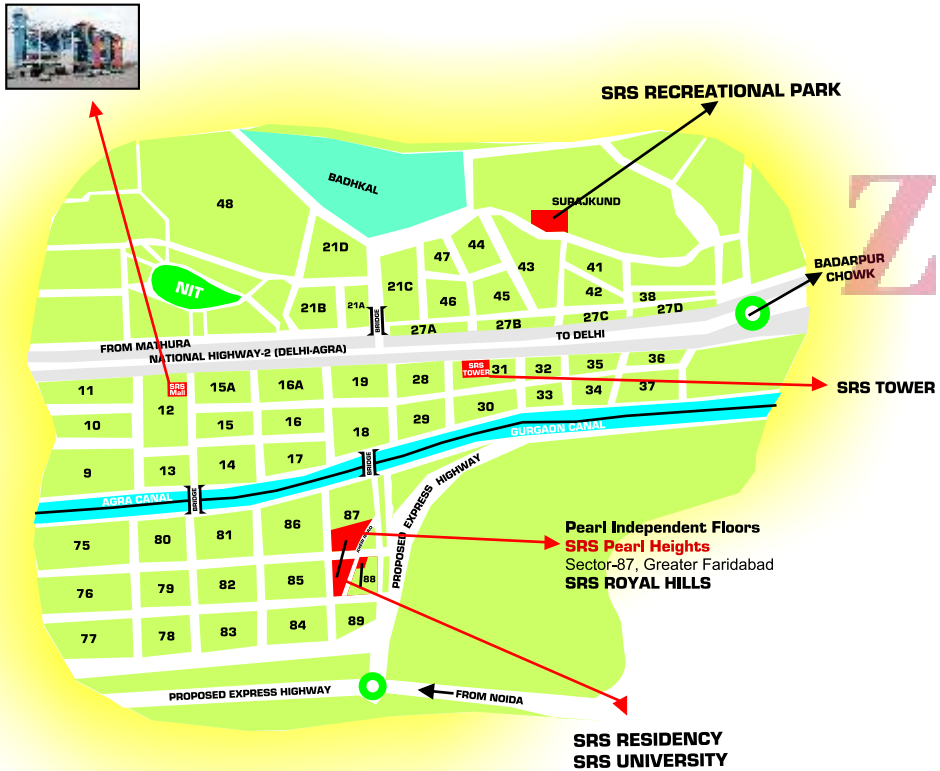 SRS RECREATIONAL PARK
BADHKAL
SURAJKUND
48
21D
47
44
43
41
BADARPUR
CHOWK
NIT
21B
21A
21C
46
45
42
38
27D
27C
27B
27A
BRIDGE
FROM MATHURA
NATIONAL HIGHWAY-2 (DELHI-AGRA)
TO DELHI
11
SRS
Mall
12
15A
16A
19
28
SRS
TOWER
31
32
35
36
SRS TOWER
10
15
16
18
29
30
33
34
37
GURGAON CANAL
9
13
14
17
BRIDGE
AGRA CANAL
BRIDGE
PROPOSED EXPRESS HIGHWAY
75
80
81
86
87
Pearl Independent Floors
SRS Pearl Heights
Sector-87, Greater Faridabad
SRS ROYAL HILLS
76
79
82
85
88
77
78
83
84
89
PROPOSED EXPRESS HIGHWAY
FROM NOIDA
SRS RESIDENCY
SRS UNIVERSITY
Z